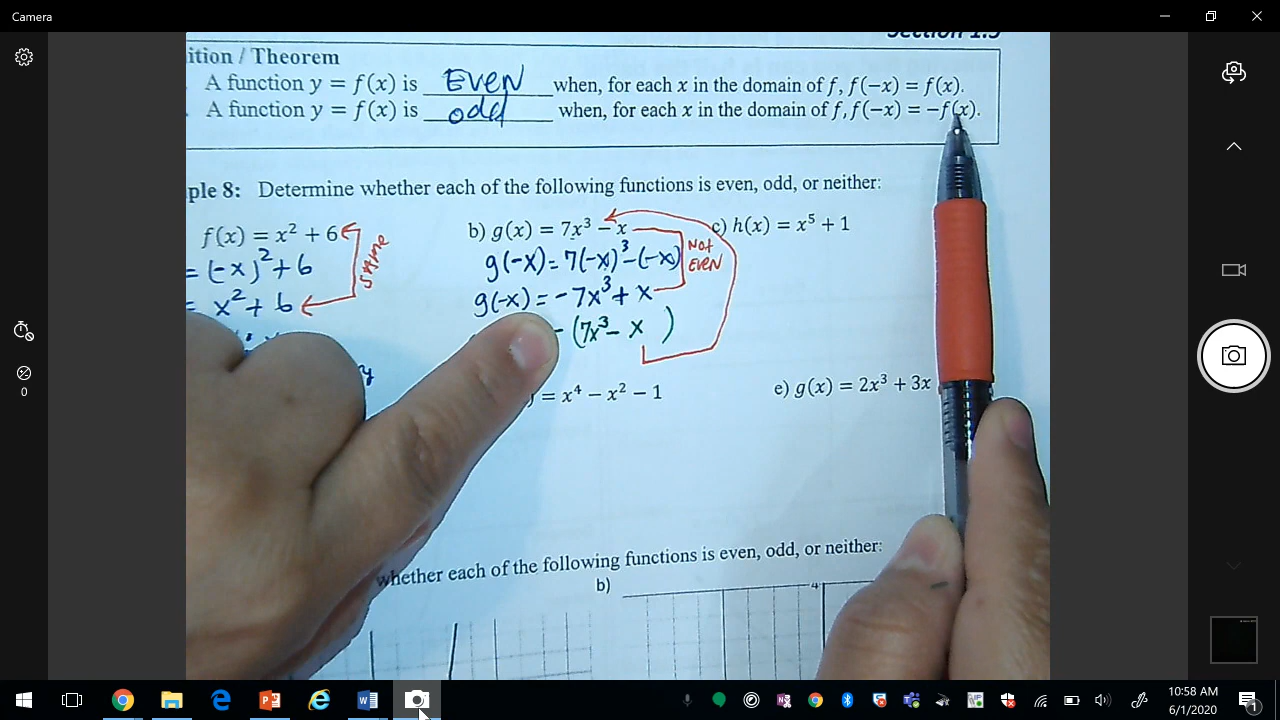 Camera
Section 1.3
ition / Theorem
A function y = f(x) is Even when, for each x in the domain of f, f(−x) = f(x).
A function y = f(x) is odd when, for each x in the domain of f, f(−x) = −f(x).
ple 8: Determine whether each of the following functions is even, odd, or neither:
f(x) = x² + 6
= (-x)² + 6
= x² + 6
same
b) g(x) = 7x³ − x
g(-x) = 7(-x)³ - (-x)
g(-x) = - 7x³ + x
- (7x³ - x )
Not
EVEN
c) h(x) = x⁵ + 1
= x⁴ − x² − 1
e) g(x) = 2x³ + 3x
whether each of the following functions is even, odd, or neither:
b)
4
0
10:58 AM
6/1/2020
1